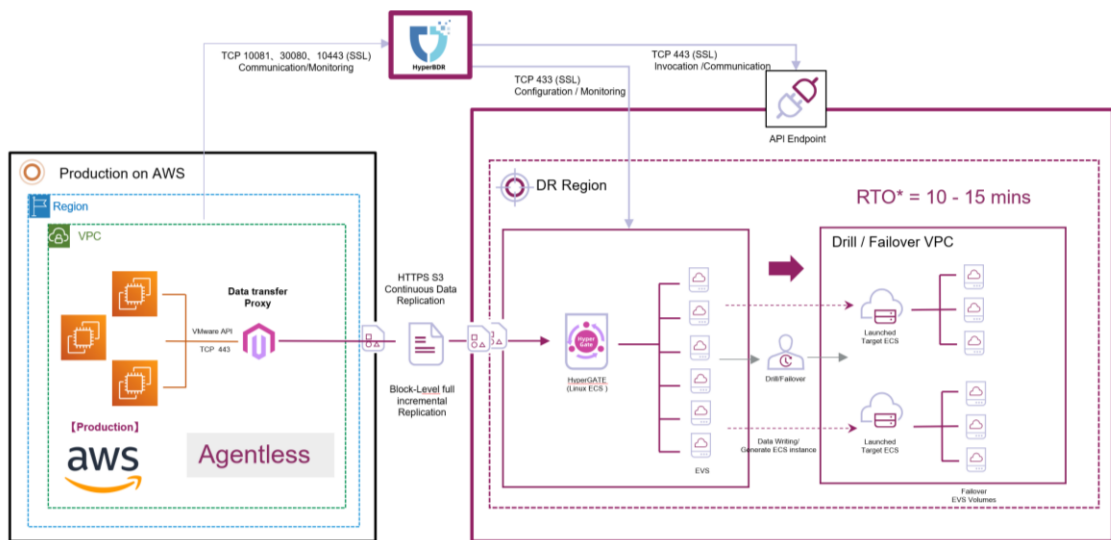 TCP 10081、30080、10443 (SSL)
Communication/Monitoring
HyperBDR
TCP 443 (SSL)
Invocation /Communication/
TCP 433 (SSL)
Configuration / Monitoring
API Endpoint
Production on AWS
Region
VPC
Data transfer
Proxy
VMware API
TCP 443
【Production】
aws
Agentless
HTTPS S3
Continuous Data
Replication
Block-Level full
incremental
Replication
DR Region
RTO* = 10 - 15 mins
Hyper
Gate
HyperGATE
(Linux ECS )
EVS
Drill/Failover
Data Writing/
Generate ECS instance
Drill / Failover VPC
Launched
Target ECS
Launched
Target ECS
Failover
EVS Volumes